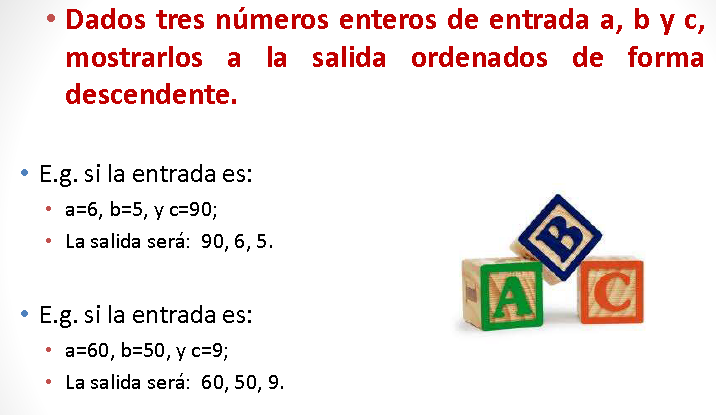 • Dados tres números enteros de entrada a, b y c,
mostrarlos a la salida ordenados de forma
descendente.
• E.g. si la entrada es:
• a=6, b=5, y c=90;
• La salida será: 90, 6, 5.
• E.g. si la entrada es:
• a=60, b=50, y c=9;
• La salida será: 60, 50, 9.
B
A C